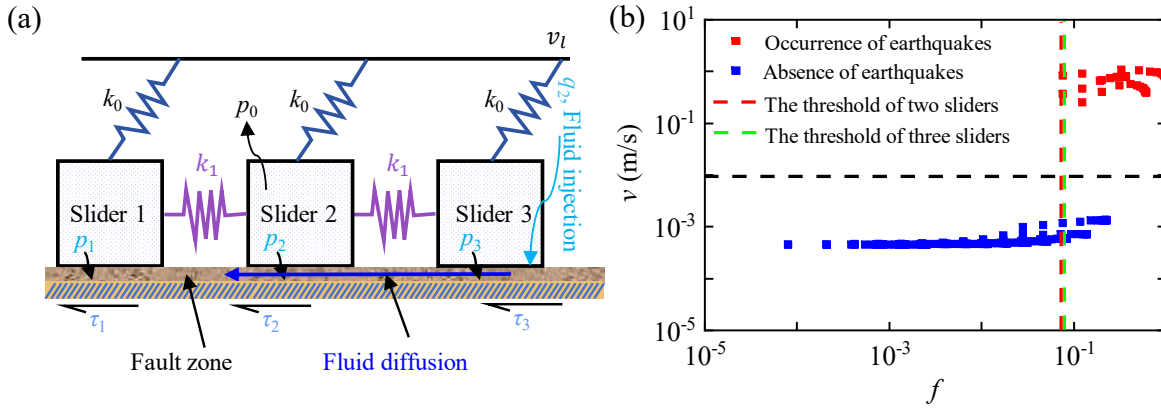 (a)
v_l
k_0
k_0
k_0
p_0
q_2, Fluid injection
k_1
k_1
Slider 1
Slider 2
Slider 3
p_1
p_2
p_3
τ_1
τ_2
τ_3
Fault zone
Fluid diffusion
(b)
10^1
10^-1
10^-3
10^-5
v (m/s)
Occurrence of earthquakes
Absence of earthquakes
The threshold of two sliders
The threshold of three sliders
10^-5
10^-3
10^-1
f